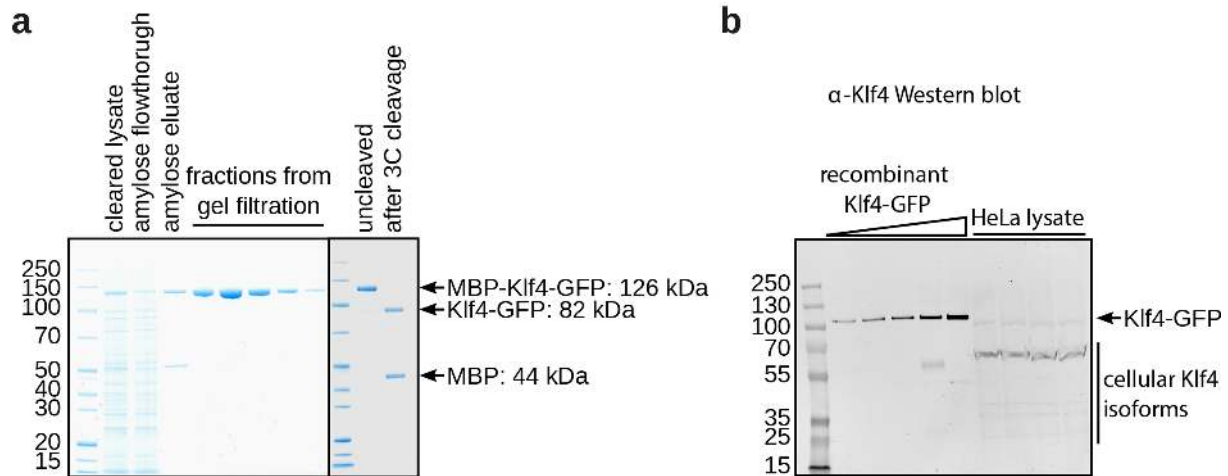 a
cleared lysate
amylose flowthorugh
amylose eluate
fractions from
gel filtration
uncleaved
after 3C cleavage
250
150
100
70
50
40
30
20
15
MBP-Klf4-GFP: 126 kDa
Klf4-GFP: 82 kDa
MBP: 44 kDa
b
α-Klf4 Western blot
recombinant
Klf4-GFP
HeLa lysate
250
130
100
70
55
35
25
15
Klf4-GFP
cellular Klf4
isoforms